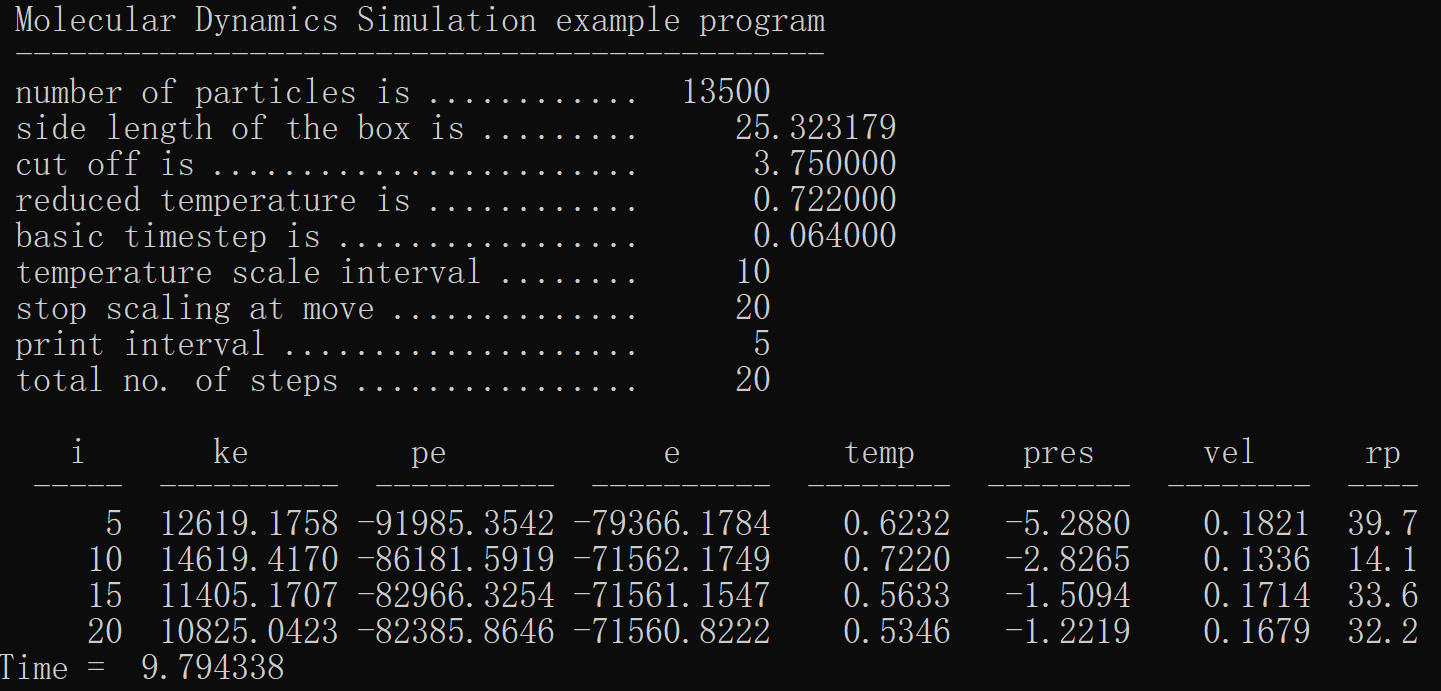 Molecular Dynamics Simulation example program
---------------------------------------------
number of particles is ............   13500
side length of the box is .........      25.323179
cut off is ........................       3.750000
reduced temperature is ............       0.722000
basic timestep is .................       0.064000
temperature scale interval ........      10
stop scaling at move ..............      20
print interval ....................       5
total no. of steps ................      20
    i        ke          pe              e         temp      pres      vel      rp
  -----  ----------  ----------  ----------  --------  --------  --------  ----
      5  12619.1758 -91985.3542 -79366.1784    0.6232   -5.2880    0.1821  39.7
     10  14619.4170 -86181.5919 -71562.1749    0.7220   -2.8265    0.1336  14.1
     15  11405.1707 -82966.3254 -71561.1547    0.5633   -1.5094    0.1714  33.6
     20  10825.0423 -82385.8646 -71560.8222    0.5346   -1.2219    0.1679  32.2
Time =  9.794338